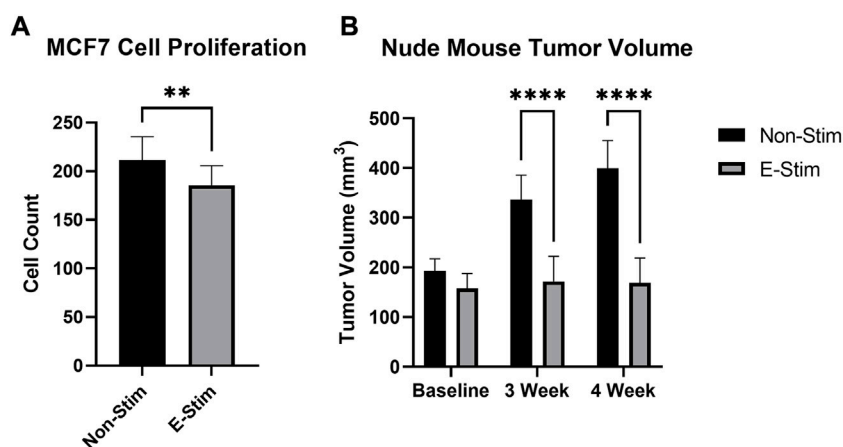 A
MCF7 Cell Proliferation
**
250
200
150
100
50
0
Cell Count
Non-Stim
E-Stim
B
Nude Mouse Tumor Volume
****
****
500
400
300
200
100
0
Tumor Volume (mm³)
Baseline
3 Week
4 Week
Non-Stim
E-Stim